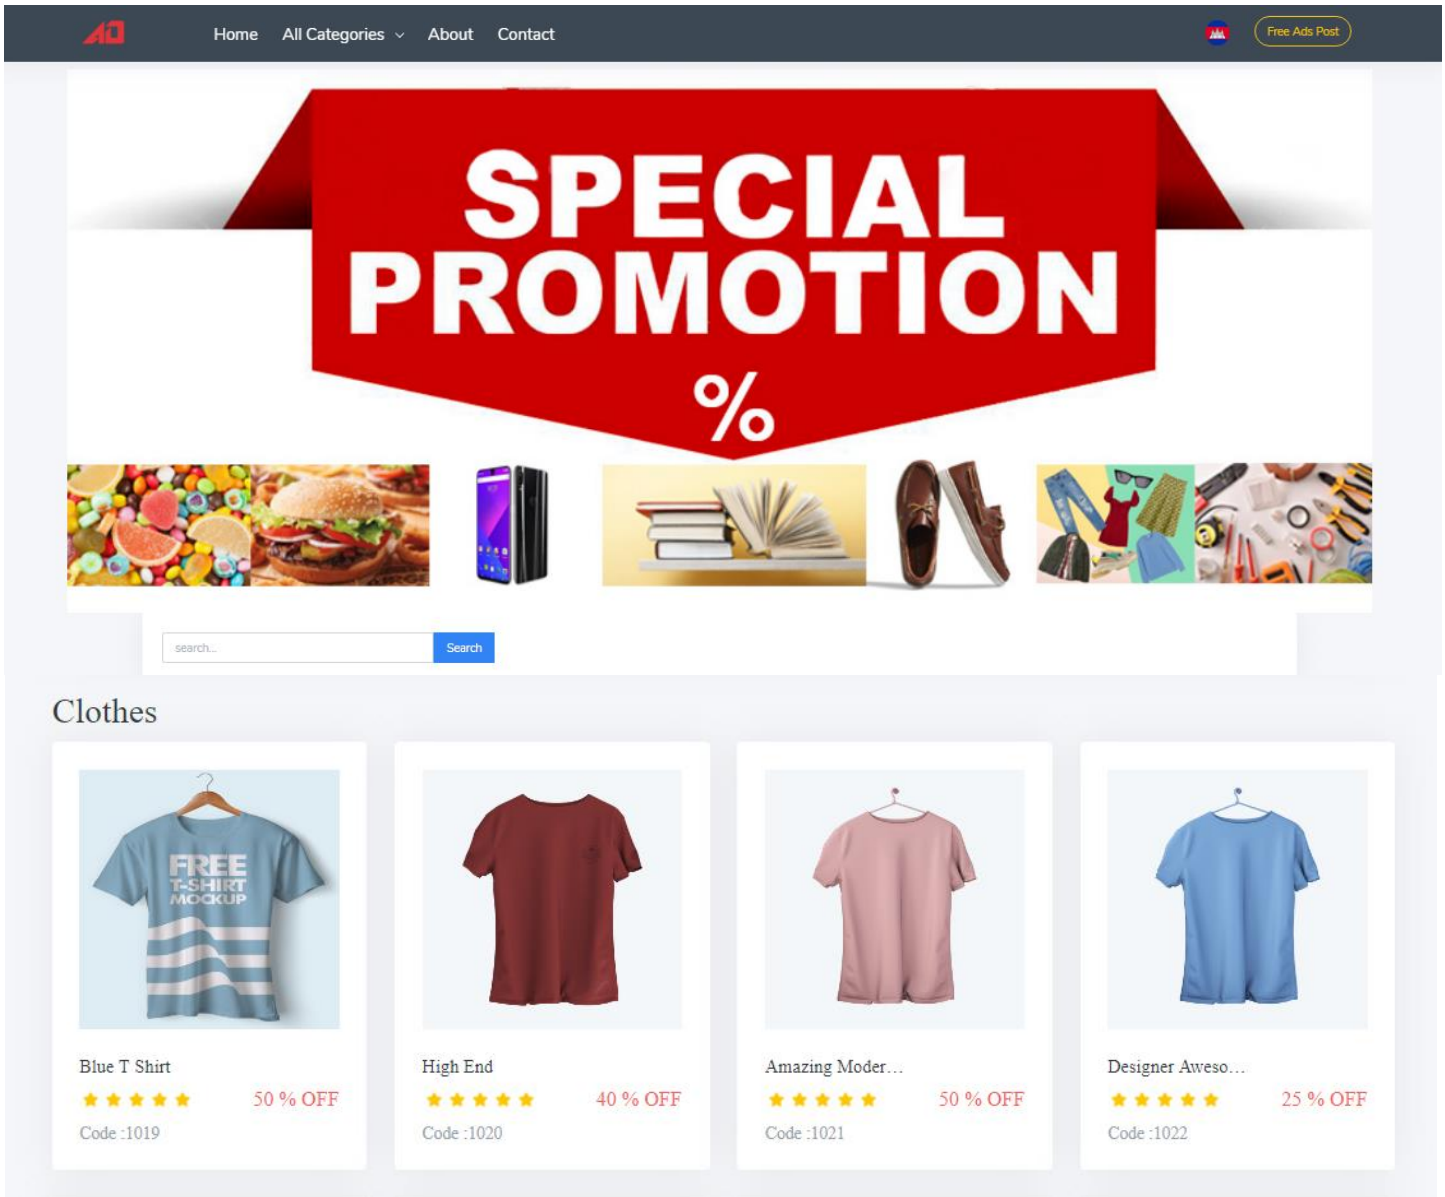 AD
Home All Categories About Contact
Free Ads Post
SPECIAL
PROMOTION
%
search...
Search
Clothes
FREE
T-SHIRT
MOCKUP
Blue T Shirt
50 % OFF
Code :1019
High End
40 % OFF
Code :1020
Amazing Moder...
50 % OFF
Code :1021
Designer Aweso...
25 % OFF
Code :1022